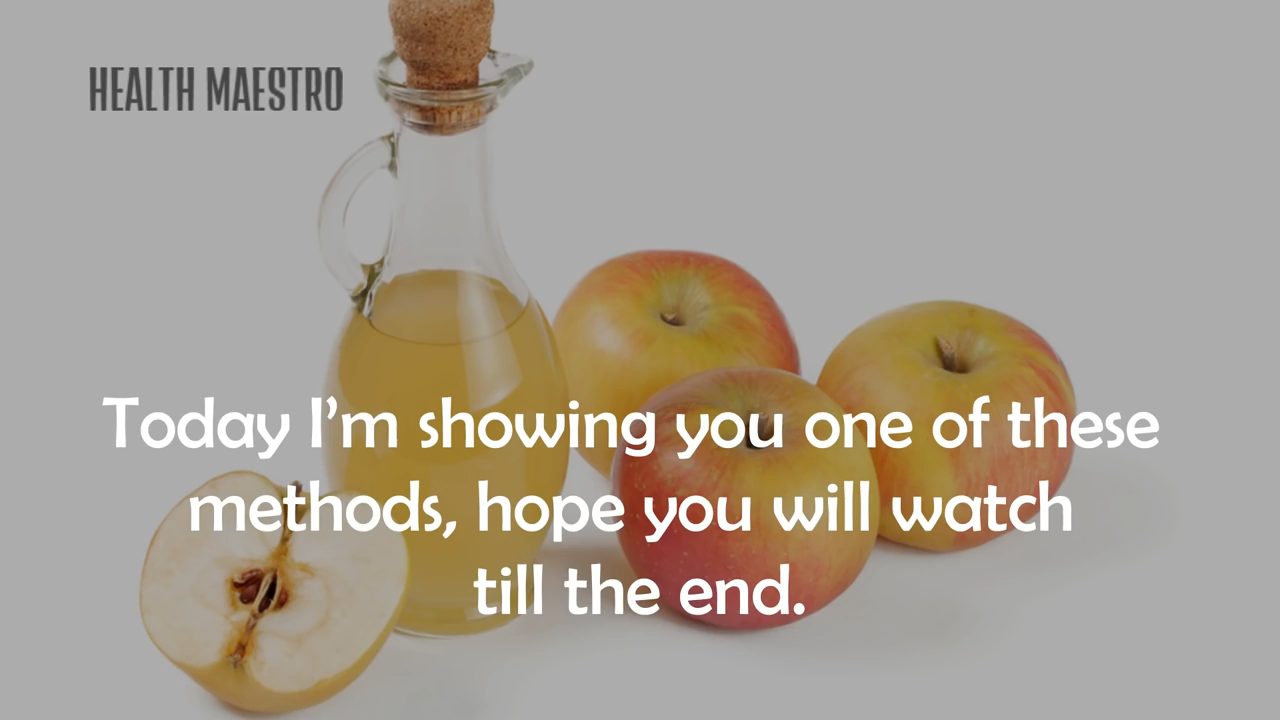 HEALTH MAESTRO
Today I’m showing you one of these
methods, hope you will watch
till the end.